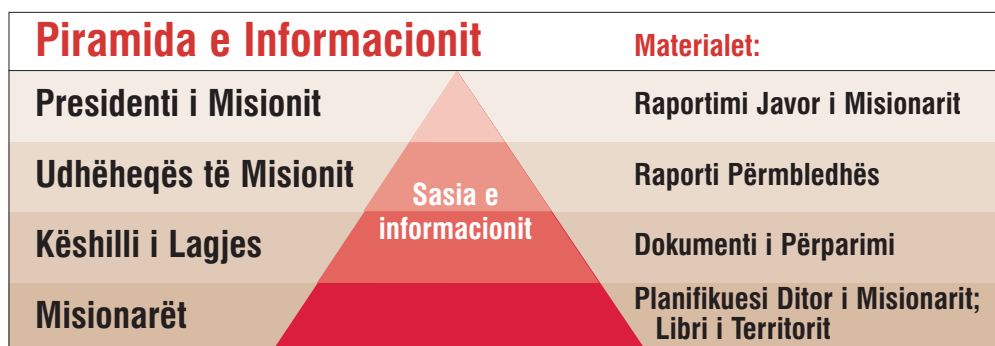 Piramida e Informacionit
Materialet:
Presidenti i Misionit
Raportimi Javor i Misionarit
Udhëheqës të Misionit
Sasia e
informacionit
Raporti Përmbledhës
Këshilli i Lagjes
Dokumenti i Përparimi
Misionarët
Planifikuesi Ditor i Misionarit;
Libri i Territorit